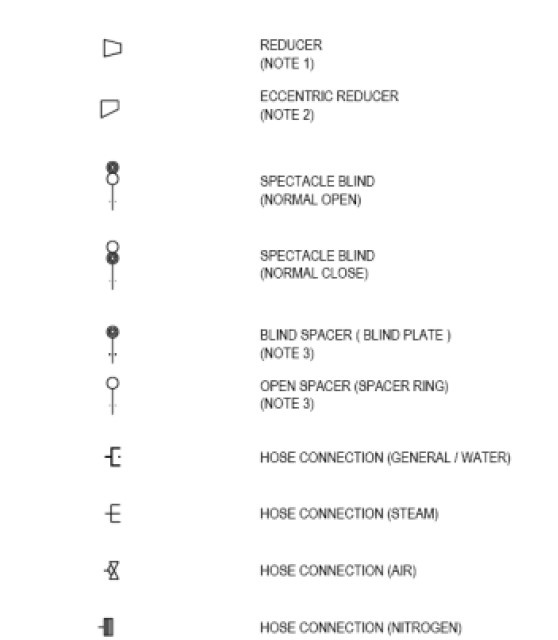 REDUCER
(NOTE 1)
ECCENTRIC REDUCER
(NOTE 2)
SPECTACLE BLIND
(NORMAL OPEN)
SPECTACLE BLIND
(NORMAL CLOSE)
BLIND SPACER ( BLIND PLATE )
(NOTE 3)
OPEN SPACER (SPACER RING)
(NOTE 3)
HOSE CONNECTION (GENERAL / WATER)
HOSE CONNECTION (STEAM)
HOSE CONNECTION (AIR)
HOSE CONNECTION (NITROGEN)